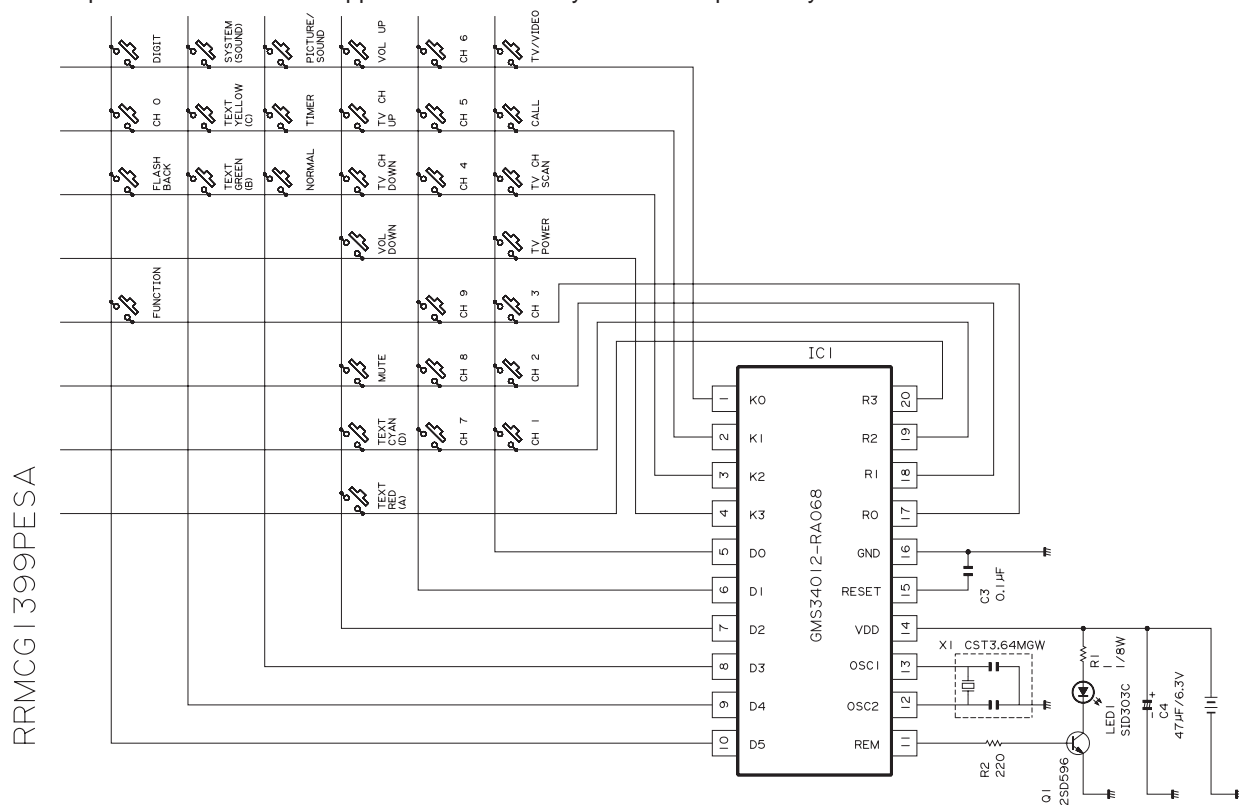 RRMCG1399PESA
DIGIT
SYSTEM
(SOUND)
PICTURE/
SOUND
VOL UP
CH 6
TV/VIDEO
CH 0
TEXT
YELLOW
(C)
TIMER
TV CH
UP
CH 5
CALL
FLASH
BACK
TEXT
GREEN
(B)
NORMAL
TV CH
DOWN
CH 4
TV CH
SCAN
VOL
DOWN
TV
POWER
FUNCTION
CH 9
CH 3
MUTE
CH 8
CH 2
TEXT
CYAN
(D)
CH 7
CH 1
TEXT
RED
(A)
IC1
GMS34012-RA068
1 K0
2 K1
3 K2
4 K3
5 D0
6 D1
7 D2
8 D3
9 D4
10 D5
R3 20
R2 19
R1 18
R0 17
GND 16
RESET 15
VDD 14
OSC1 13
OSC2 12
REM 11
C3
0.1µF
X1 CST3.64MGW
R1
1 1/8W
LED1
SID303C
C4
47µF/6.3V
+
-
R2
220
Q1
2SD596